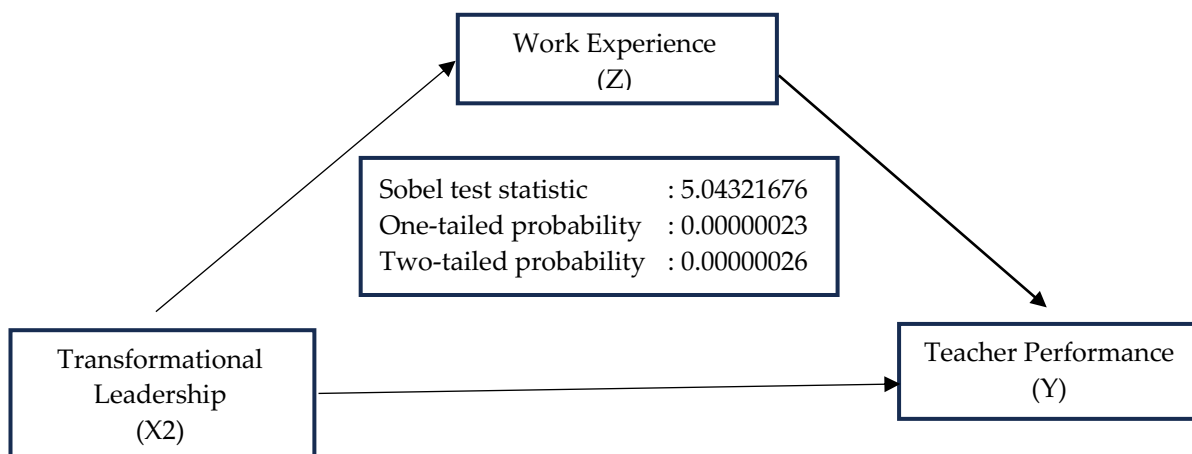 Work Experience
(Z)
Sobel test statistic : 5.04321676
One-tailed probability : 0.00000023
Two-tailed probability : 0.00000026
Transformational
Leadership
(X2)
Teacher Performance
(Y)